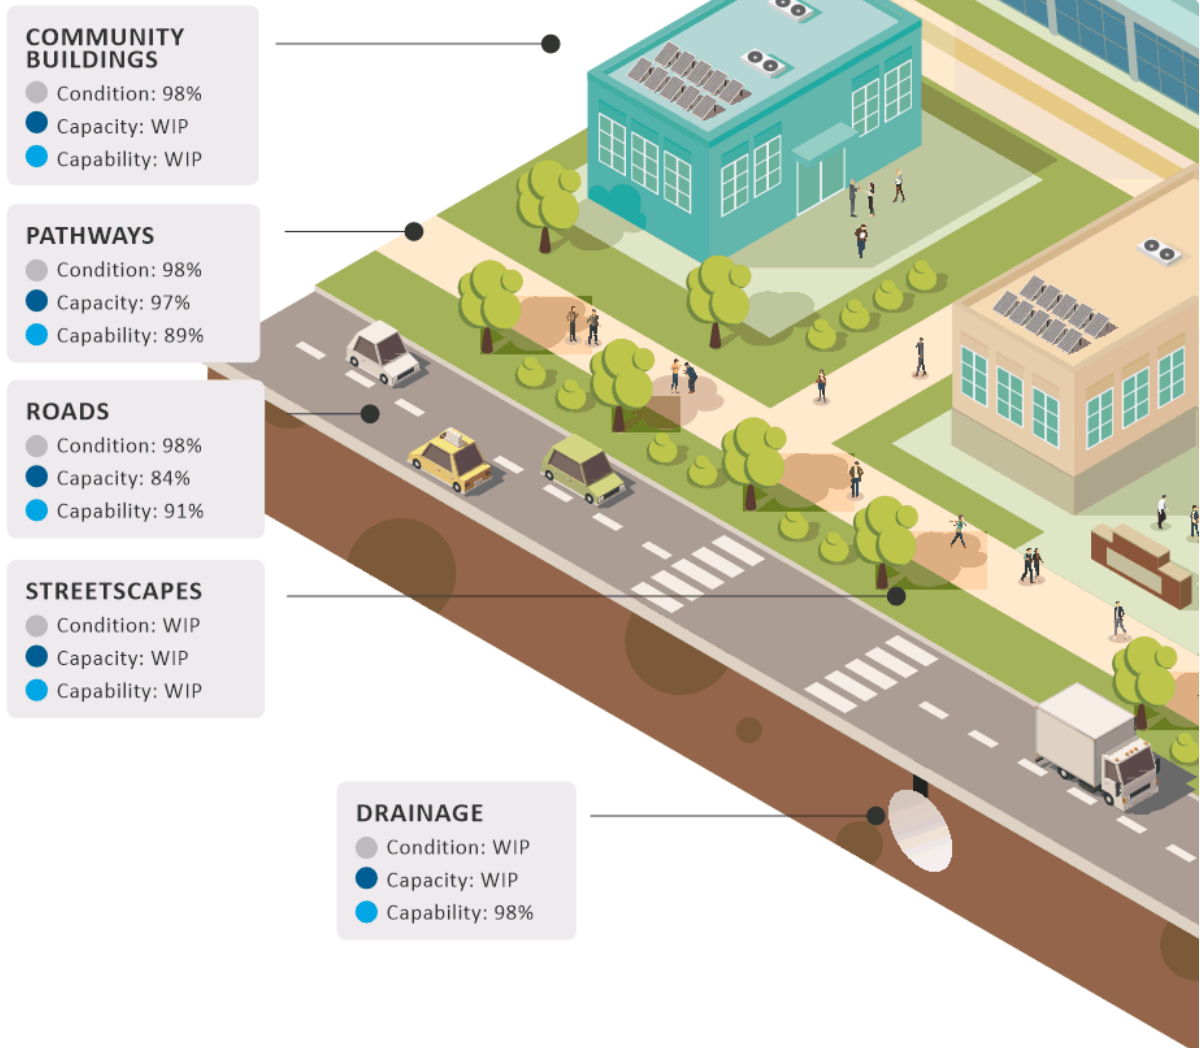 COMMUNITY
BUILDINGS
Condition: 98%
Capacity: WIP
Capability: WIP
PATHWAYS
Condition: 98%
Capacity: 97%
Capability: 89%
ROADS
Condition: 98%
Capacity: 84%
Capability: 91%
STREETSCAPES
Condition: WIP
Capacity: WIP
Capability: WIP
DRAINAGE
Condition: WIP
Capacity: WIP
Capability: 98%